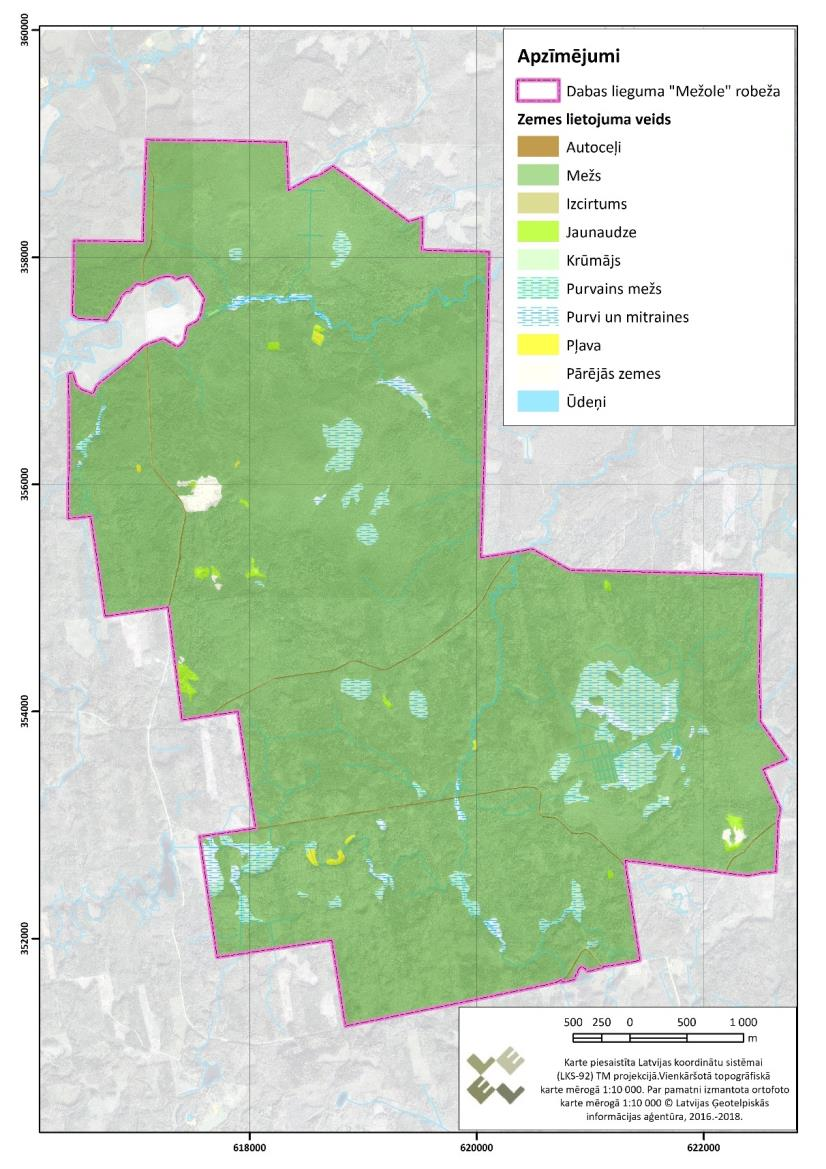 360000
358000
356000
354000
352000
618000
620000
622000
Apzīmējumi
Dabas lieguma "Mežole" robeža
Zemes lietojuma veids
Autoceļi
Mežs
Izcirtums
Jaunaudze
Krūmājs
Purvains mežs
Purvi un mitraines
Pļava
Pārējās zemes
Ūdeņi
500 250 0 500 1 000
m
Karte piesaistīta Latvijas koordinātu sistēmai
(LKS-92) TM projekcijā.Vienkāršotā topogrāfiskā
karte mērogā 1:10 000. Par pamatni izmantota ortofoto
karte mērogā 1:10 000 © Latvijas Ģeotelpiskās
informācijas aģentūra, 2016.-2018.